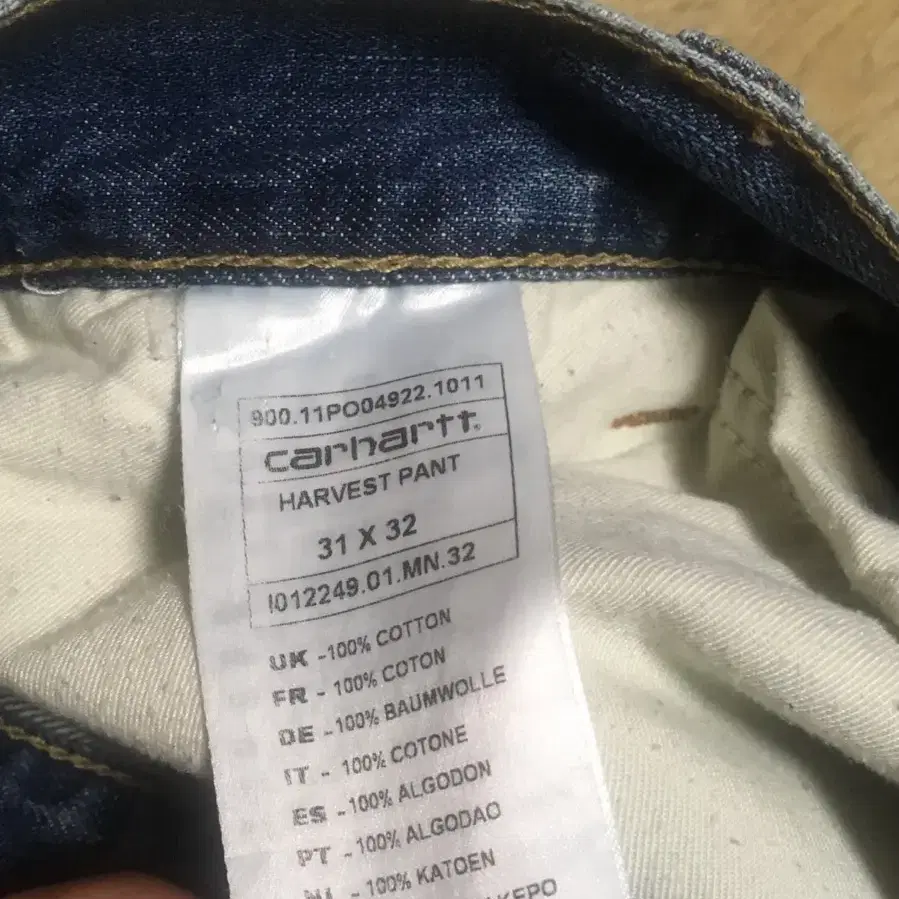 900.11PO04922.1011
carhartt®
HARVEST PANT
31 X 32
I012249.01.MN.32
UK -100% COTTON
FR - 100% COTON
DE -100% BAUMWOLLE
IT - 100% COTONE
ES -100% ALGODON
PT -100% ALGODAO
NL - 100% KATOEN